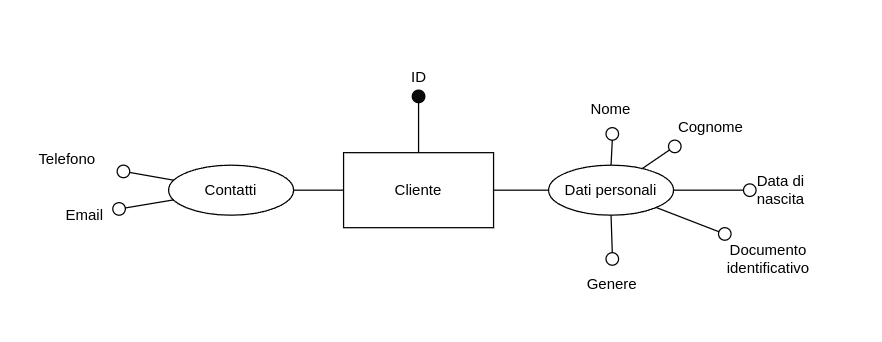 ID
Nome
Cognome
Telefono
Data di
nascita
Contatti
Cliente
Dati personali
Email
Documento
identificativo
Genere